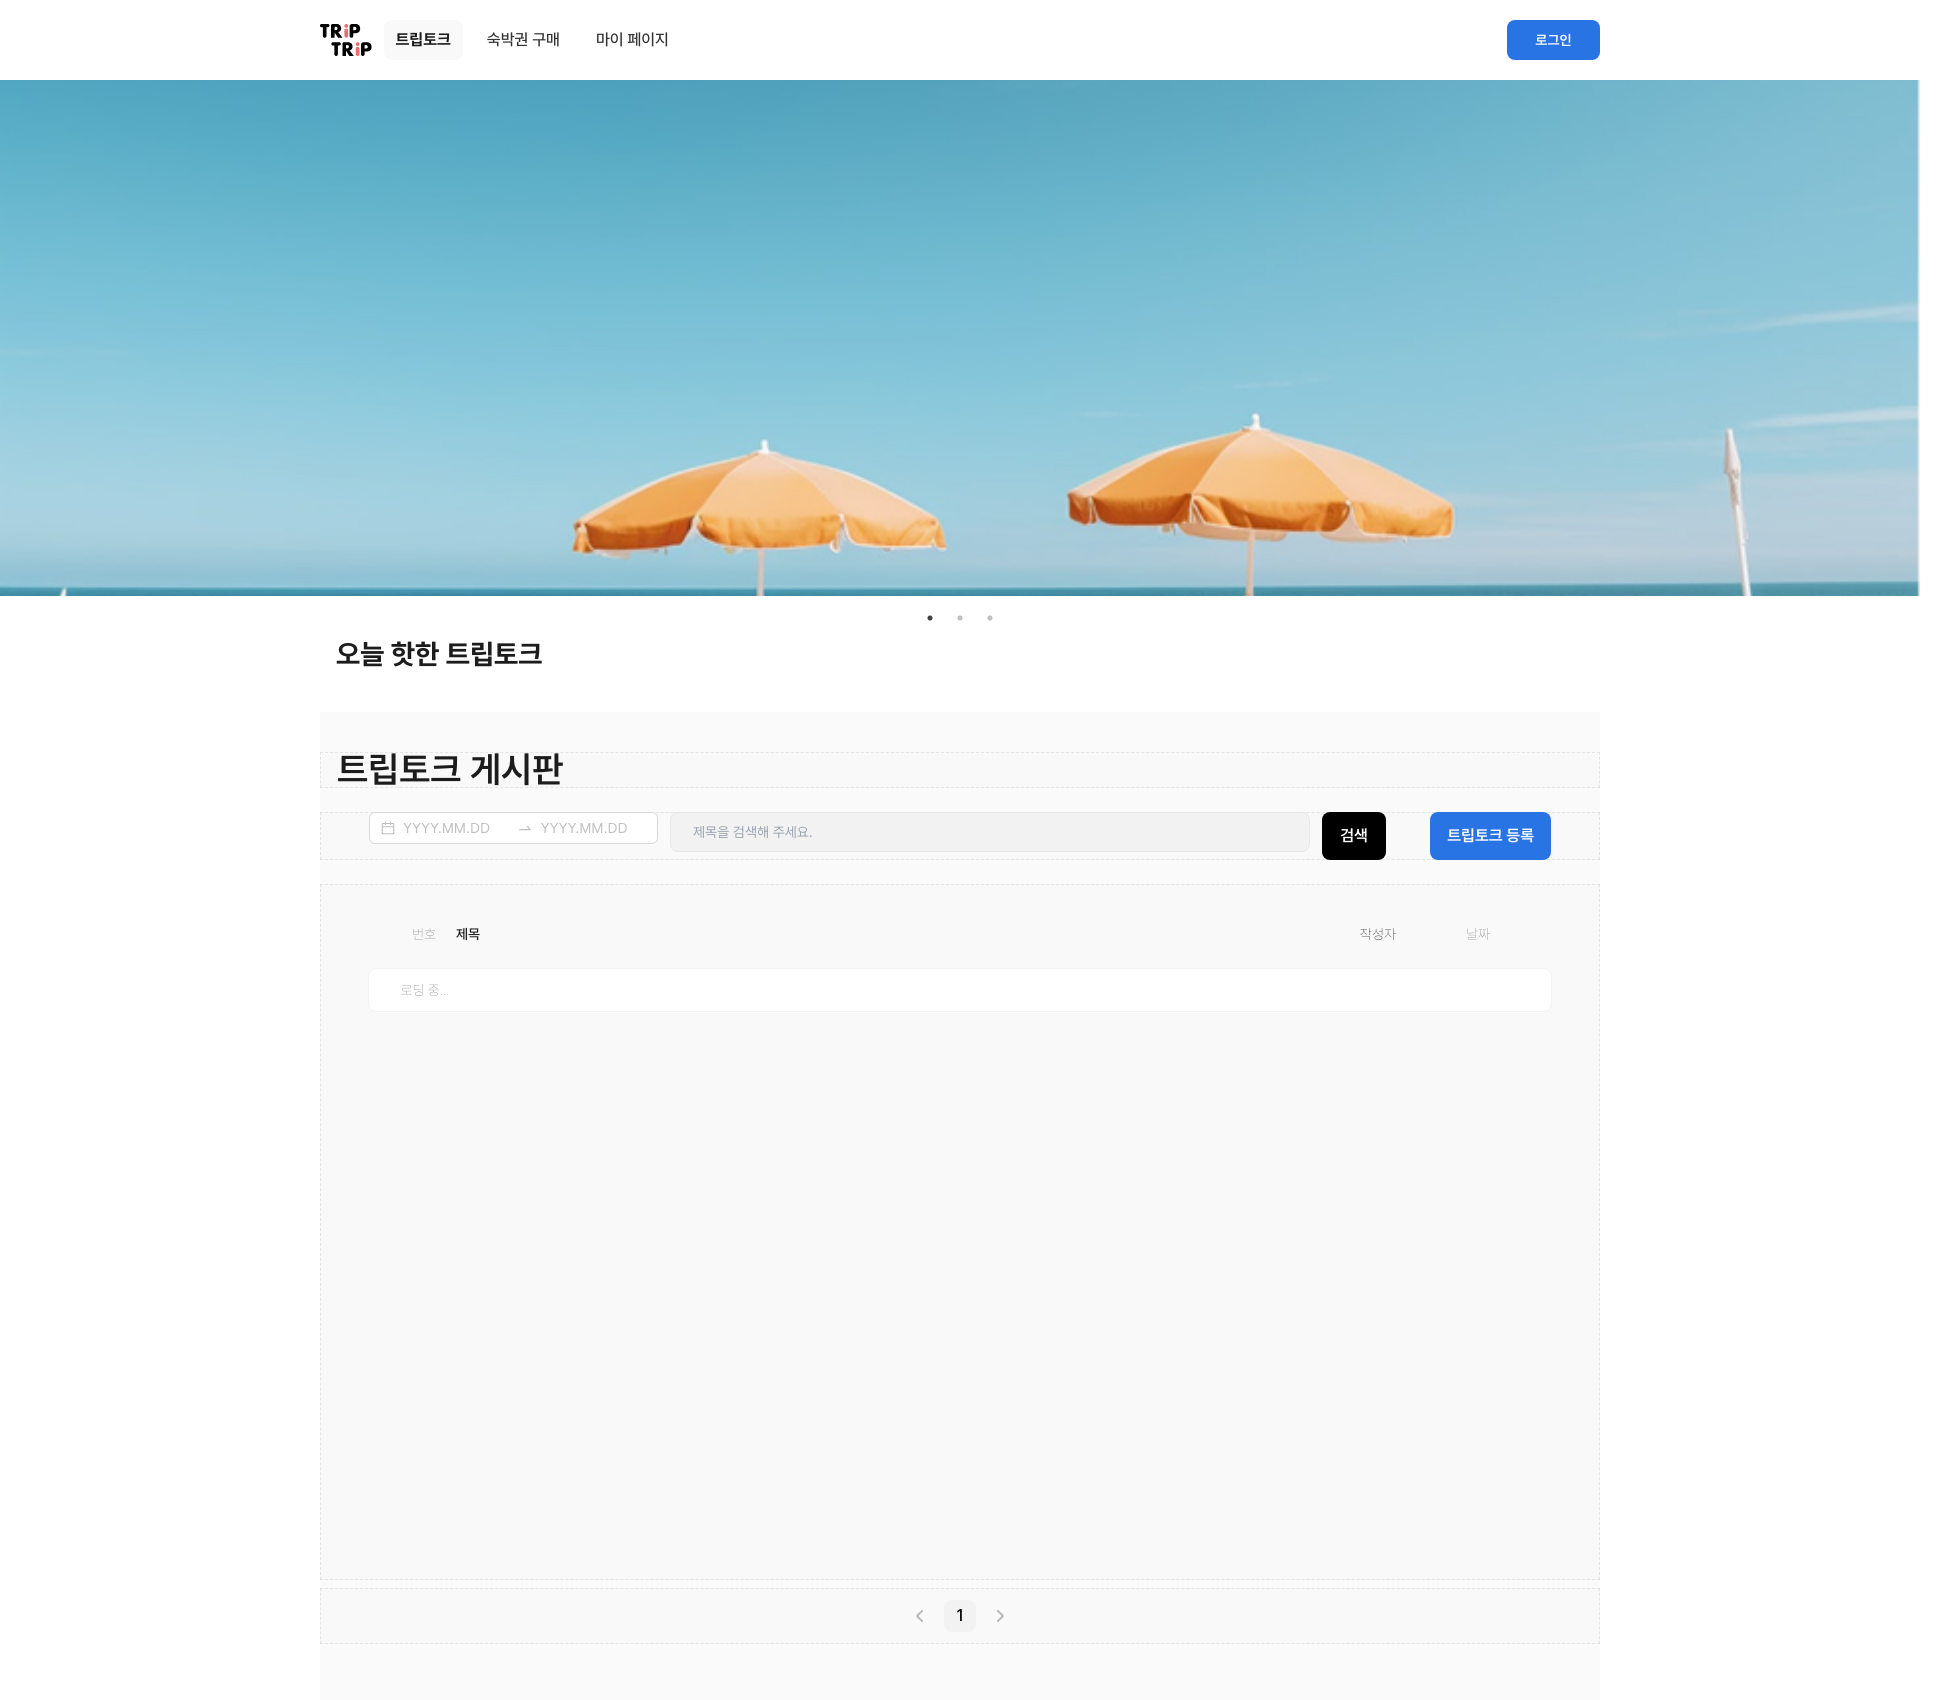 TRiP
TRiP
트립토크
숙박권 구매
마이 페이지
로그인
오늘 핫한 트립토크
트립토크 게시판
YYYY.MM.DD
YYYY.MM.DD
제목을 검색해 주세요.
검색
트립토크 등록
번호
제목
작성자
날짜
로딩 중...
1